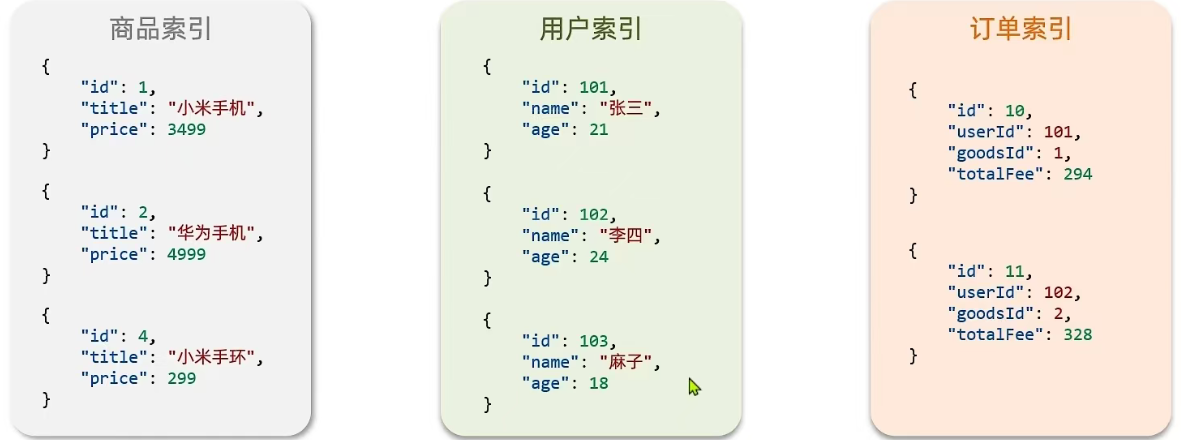 商品索引
{
"id": 1,
"title": "小米手机",
"price": 3499
}
{
"id": 2,
"title": "华为手机",
"price": 4999
}
{
"id": 4,
"title": "小米手环",
"price": 299
}
用户索引
{
"id": 101,
"name": "张三",
"age": 21
}
{
"id": 102,
"name": "李四",
"age": 24
}
{
"id": 103,
"name": "麻子",
"age": 18
}
订单索引
{
"id": 10,
"userId": 101,
"goodsId": 1,
"totalFee": 294
}
{
"id": 11,
"userId": 102,
"goodsId": 2,
"totalFee": 328
}